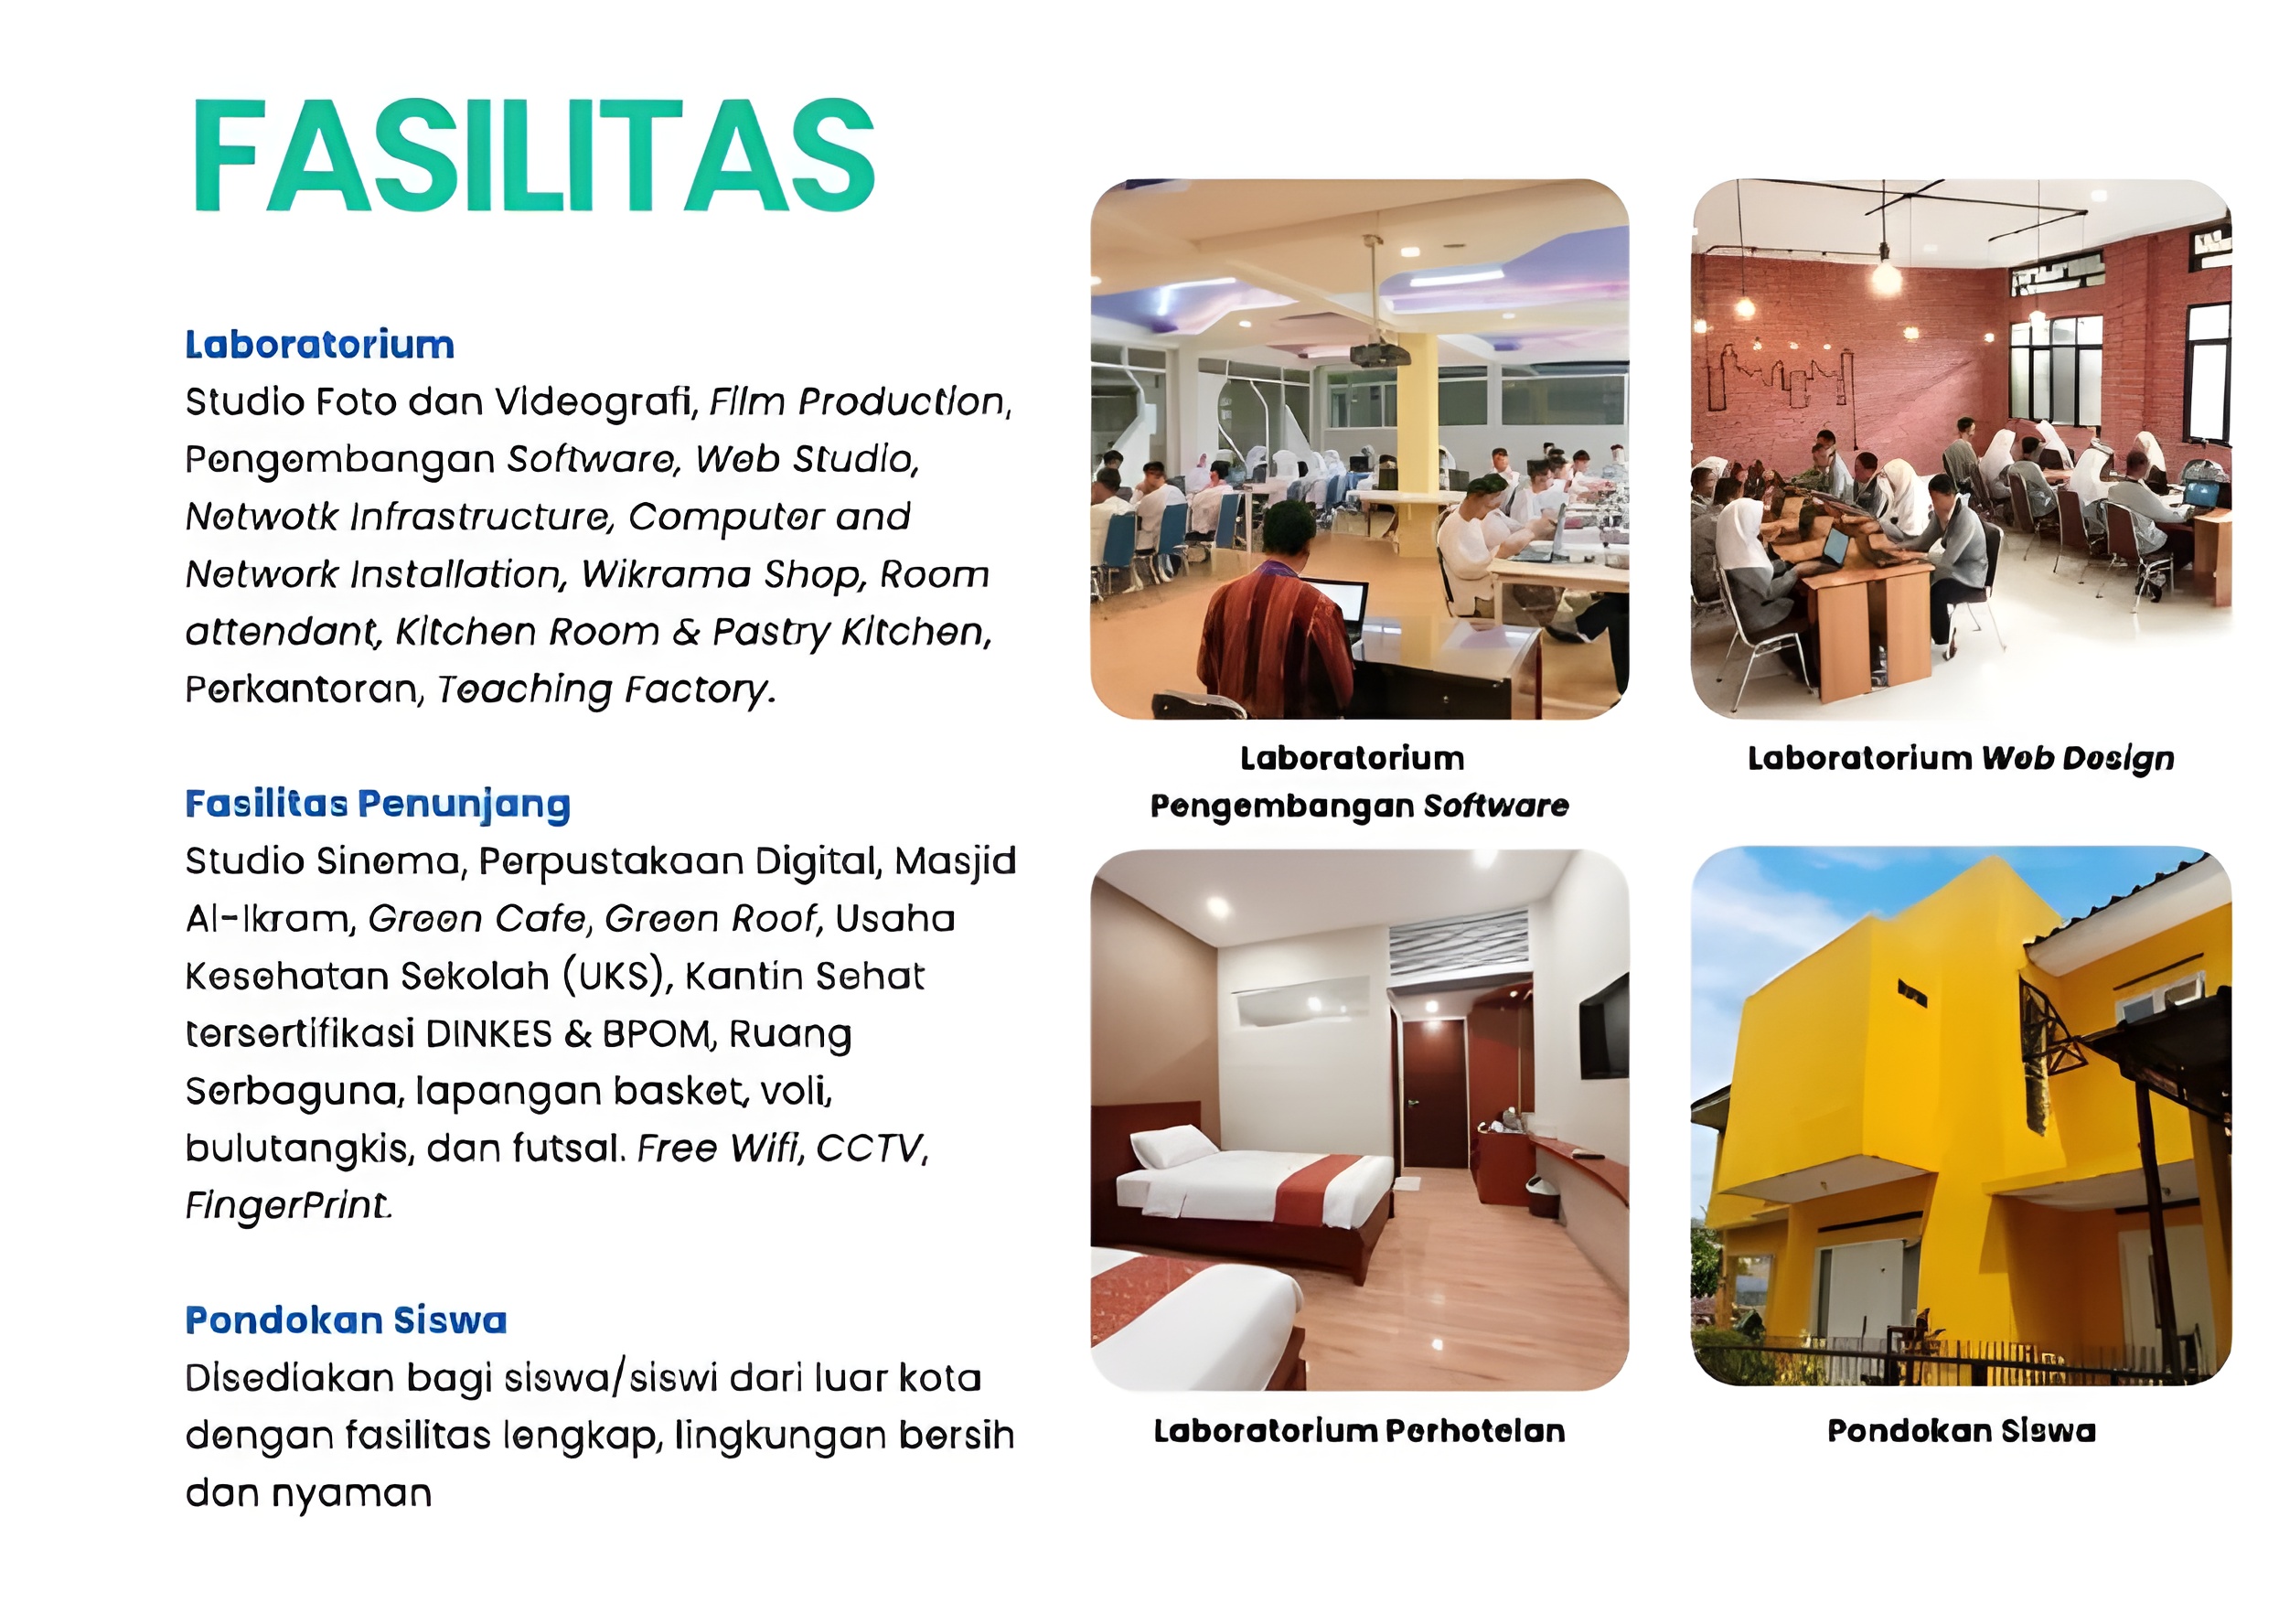 FASILITAS
Laboratorium
Studio Foto dan Videografi, Film Production,
Pengembangan Software, Web Studio,
Netwotk Infrastructure, Computer and
Network Installation, Wikrama Shop, Room
attendant, Kitchen Room & Pastry Kitchen,
Perkantoran, Teaching Factory.
Fasilitas Penunjang
Studio Sinema, Perpustakaan Digital, Masjid
Al-Ikram, Green Cafe, Green Roof, Usaha
Kesehatan Sekolah (UKS), Kantin Sehat
tersertifikasi DINKES & BPOM, Ruang
Serbaguna, lapangan basket, voli,
bulutangkis, dan futsal. Free Wifi, CCTV,
FingerPrint.
Pondokan Siswa
Disediakan bagi siswa/siswi dari luar kota
dengan fasilitas lengkap, lingkungan bersih
dan nyaman
Laboratorium
Pengembangan Software
Laboratorium Web Design
Laboratorium Perhotelan
Pondokan Siswa